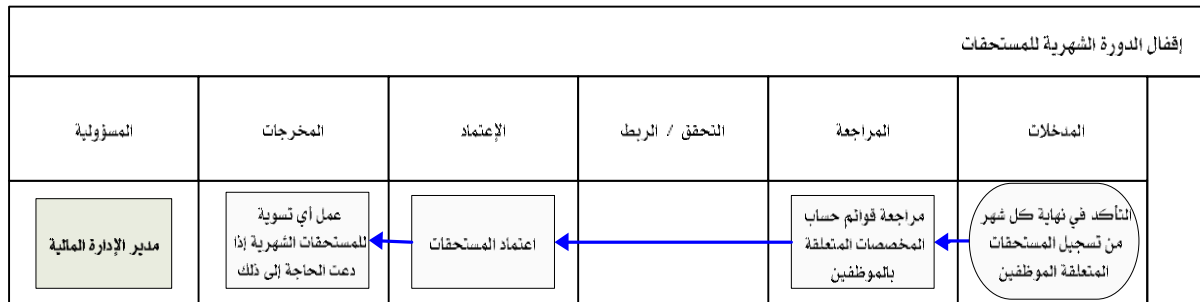 إقفال الدورة الشهرية للمستحقات
المدخلات
المراجعة
التحقق / الربط
الإعتماد
المخرجات
المسؤولية
التأكد في نهاية كل شهر
من تسجيل المستحقات
المتعلقة الموظفين
مراجعة قوائم حساب
المخصصات المتعلقة
بالموظفين
اعتماد المستحقات
عمل أي تسوية
للمستحقات الشهرية إذا
دعت الحاجة إلى ذلك
مدير الإدارة المالية